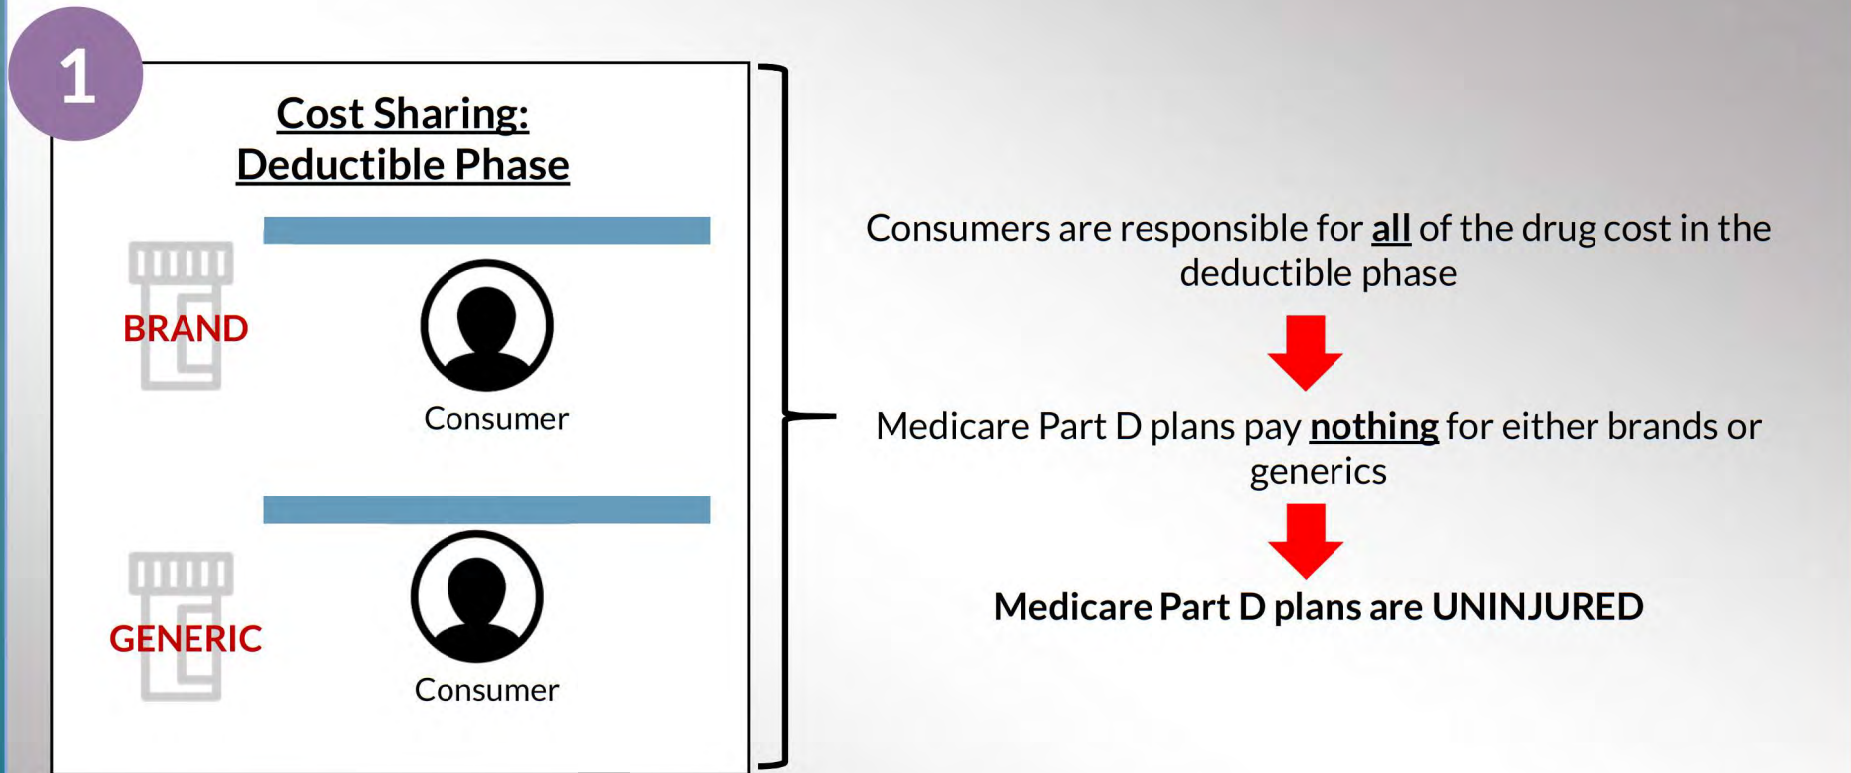 1
Cost Sharing:
Deductible Phase
BRAND
Consumer
GENERIC
Consumer
Consumers are responsible for all of the drug cost in the
deductible phase
Medicare Part D plans pay nothing for either brands or
generics
Medicare Part D plans are UNINJURED